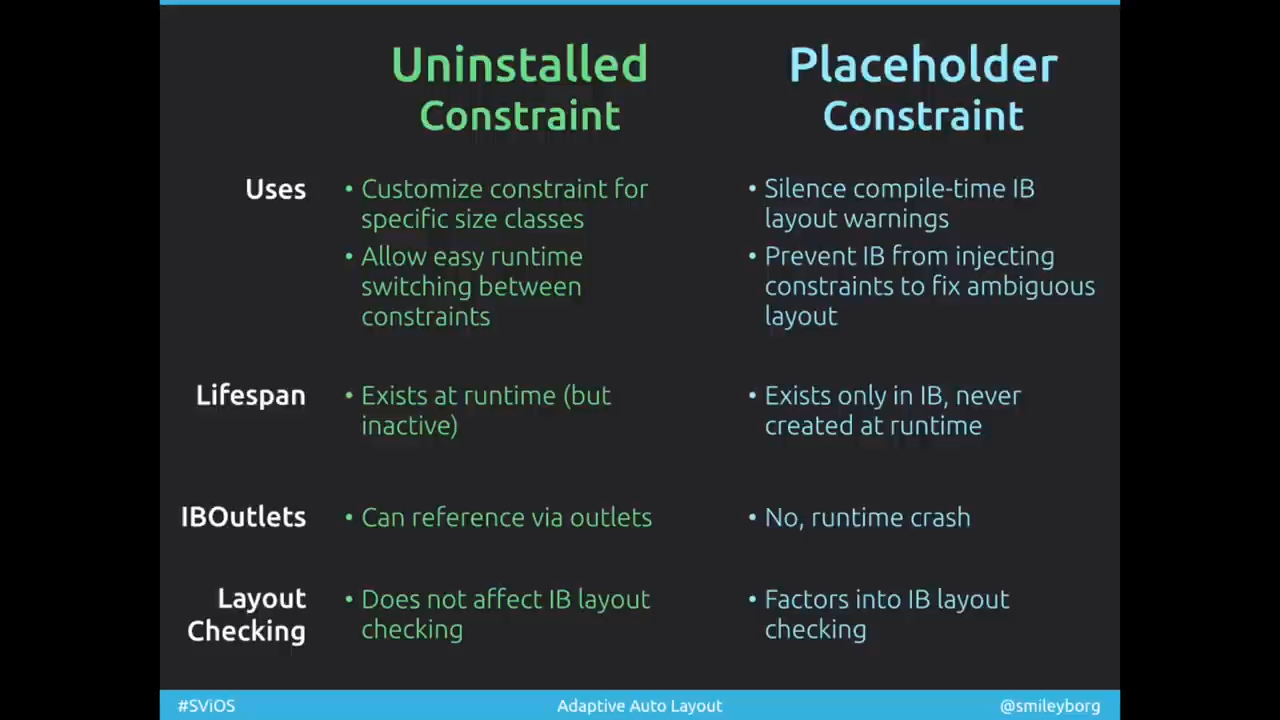 Uninstalled
Constraint
Placeholder
Constraint
Uses
• Customize constraint for
specific size classes
• Allow easy runtime
switching between
constraints
• Silence compile-time IB
layout warnings
• Prevent IB from injecting
constraints to fix ambiguous
layout
Lifespan
• Exists at runtime (but
inactive)
• Exists only in IB, never
created at runtime
IBOutlets
• Can reference via outlets
• No, runtime crash
Layout
Checking
• Does not affect IB layout
checking
• Factors into IB layout
checking
#SViOS
Adaptive Auto Layout
@smileyborg